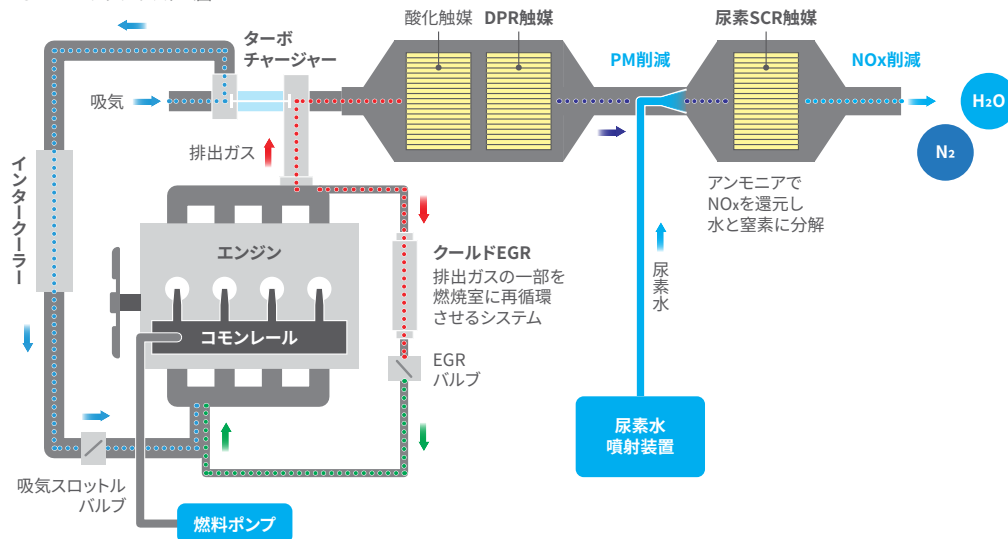 酸化触媒
DPR触媒
尿素SCR触媒
ターボ
チャージャー
PM削減
NOx削減
吸気
H₂O
N₂
排出ガス
インタークーラー
アンモニアで
NOxを還元し
水と窒素に分解
エンジン
クールドEGR
排出ガスの一部を
燃焼室に再循環
させるシステム
尿素水
コモンレール
EGR
バルブ
尿素水
噴射装置
吸気スロットル
バルブ
燃料ポンプ